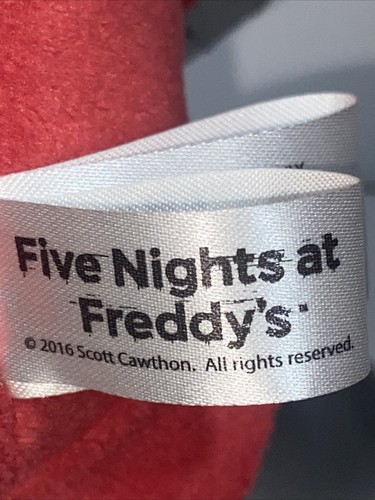 Five Nights at
Freddy's™
© 2016 Scott Cawthon. All rights reserved.